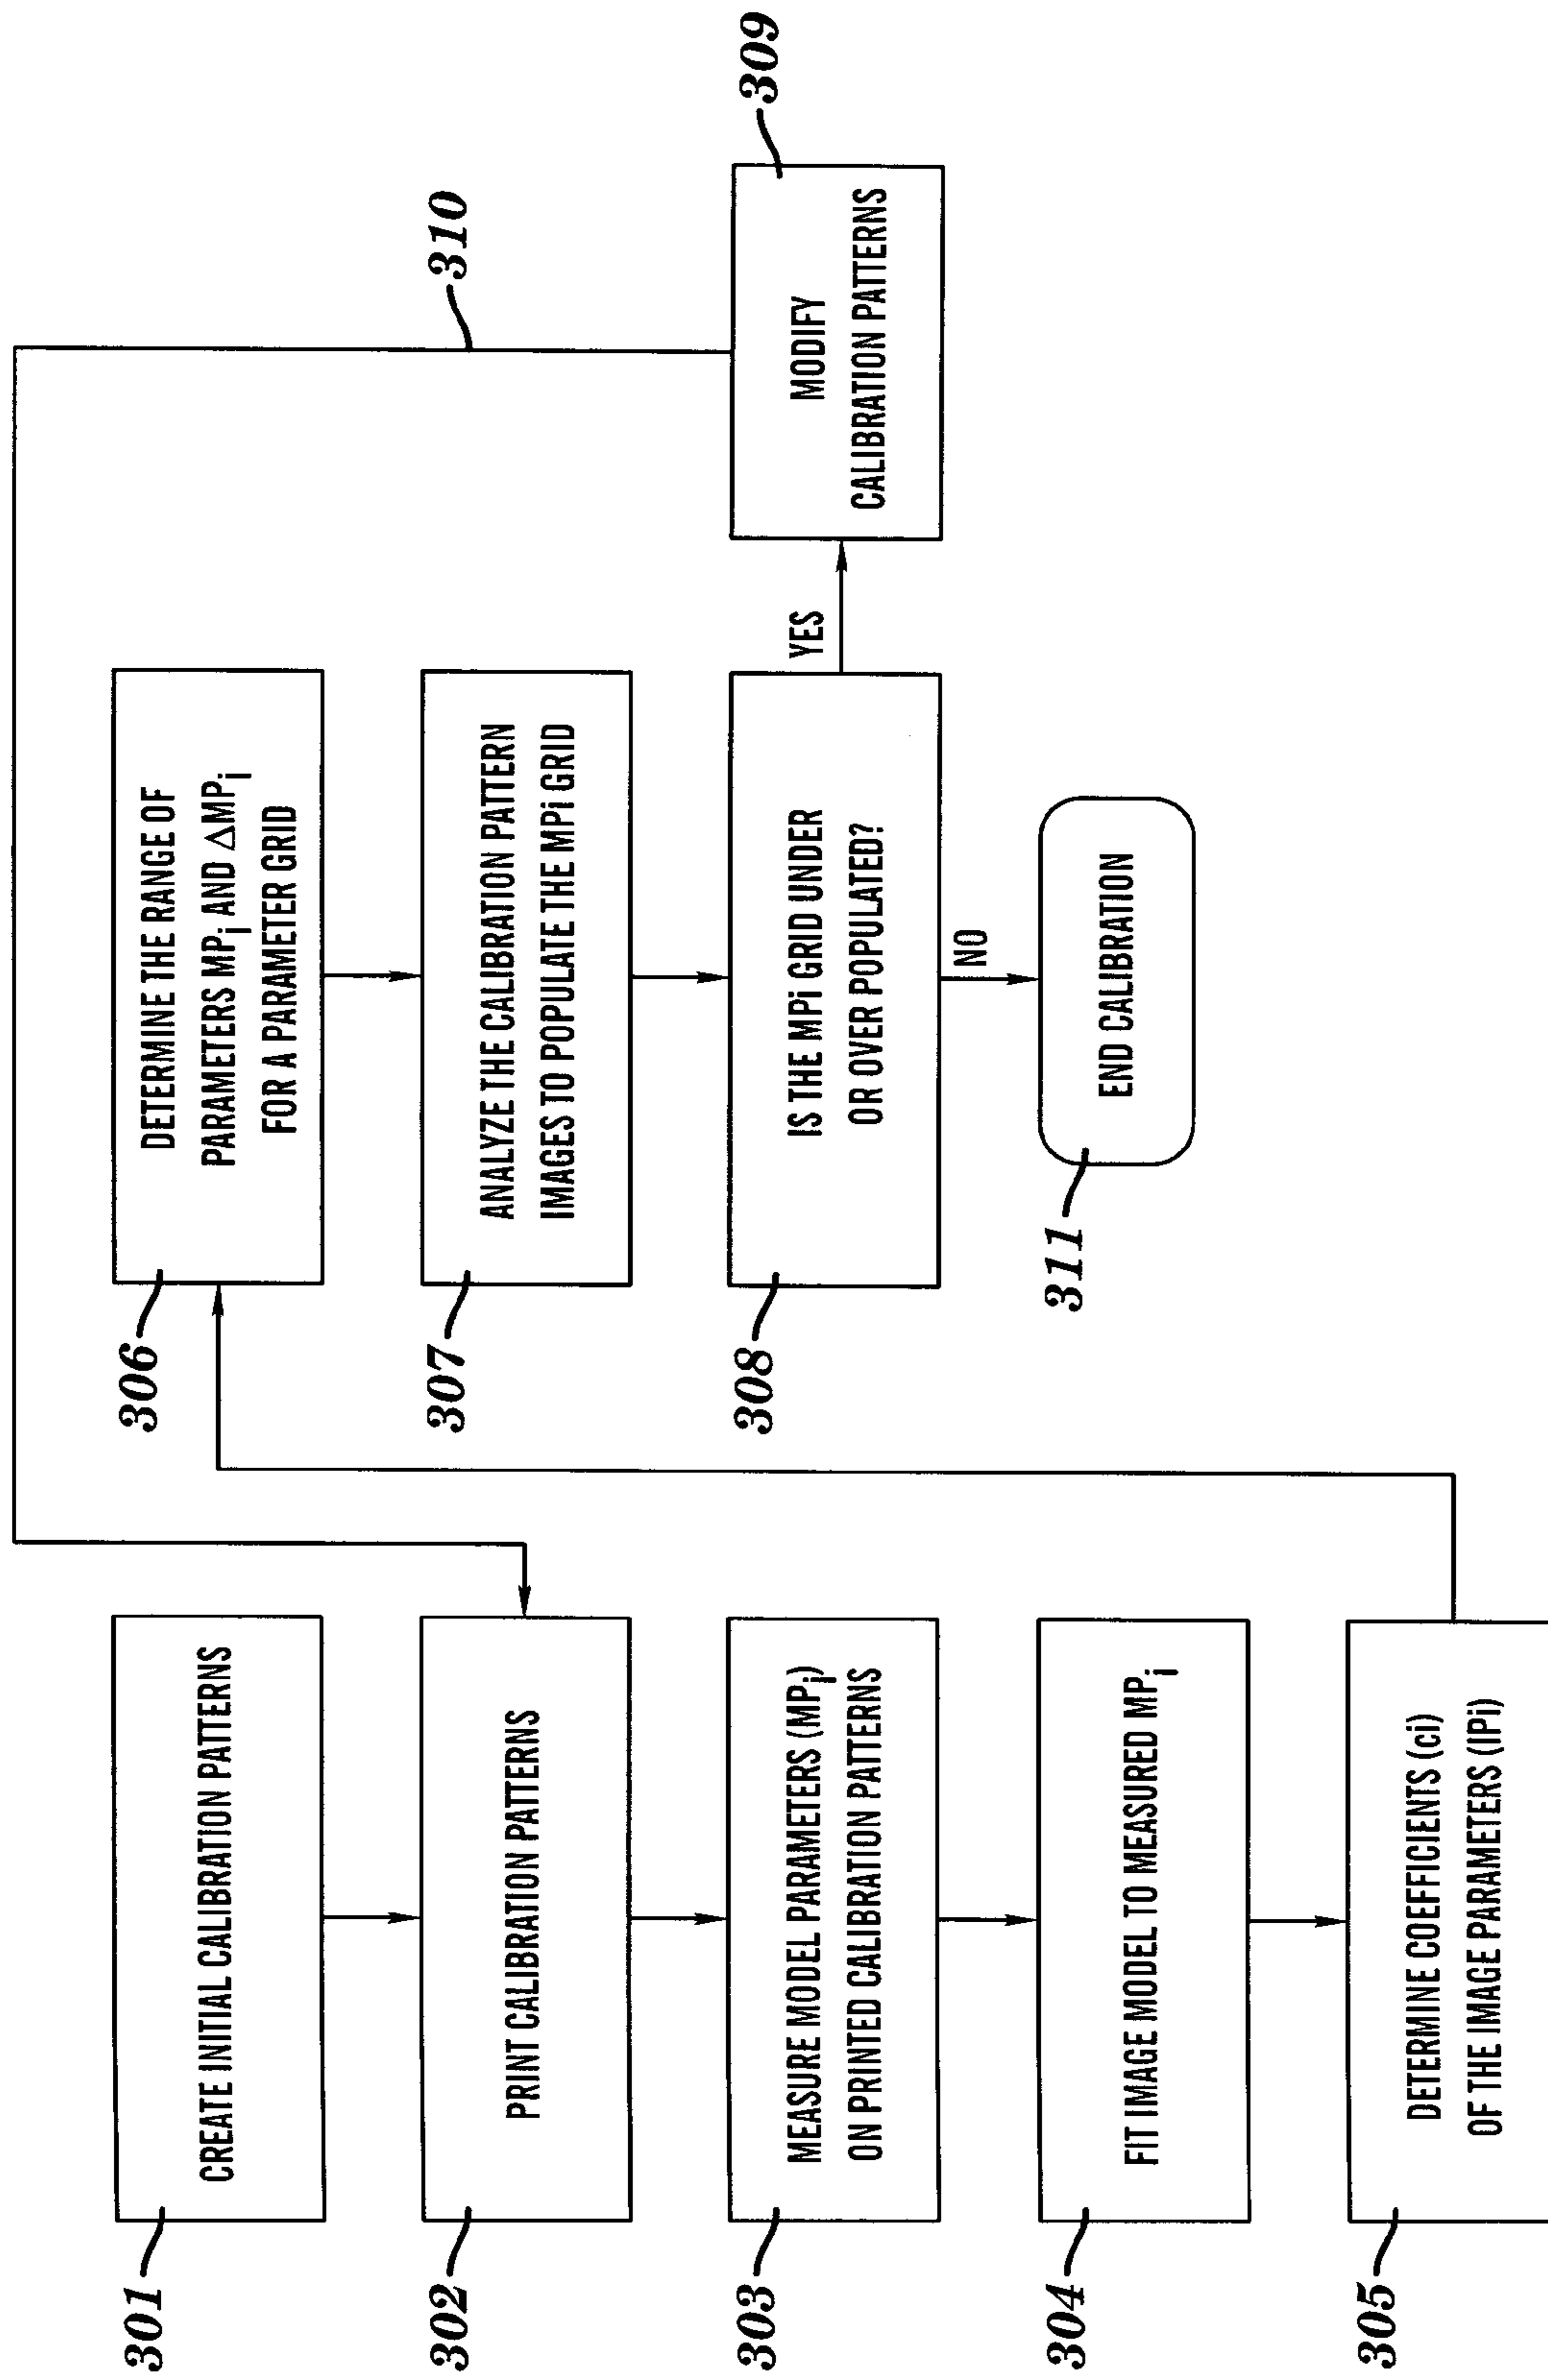 301
CREATE INITIAL CALIBRATION PATTERNS
302
PRINT CALIBRATION PATTERNS
303
MEASURE MODEL PARAMETERS (MPi)
ON PRINTED CALIBRATION PATTERNS
304
FIT IMAGE MODEL TO MEASURED MPi
305
DETERMINE COEFFICIENTS (ci)
OF THE IMAGE PARAMETERS (IPi)
306
DETERMINE THE RANGE OF
PARAMETERS MPi AND ΔMPi
FOR A PARAMETER GRID
307
ANALYZE THE CALIBRATION PATTERN
IMAGES TO POPULATE THE MPi GRID
308
IS THE MPi GRID UNDER
OR OVER POPULATED?
YES
NO
309
MODIFY
CALIBRATION PATTERNS
310
311
END CALIBRATION